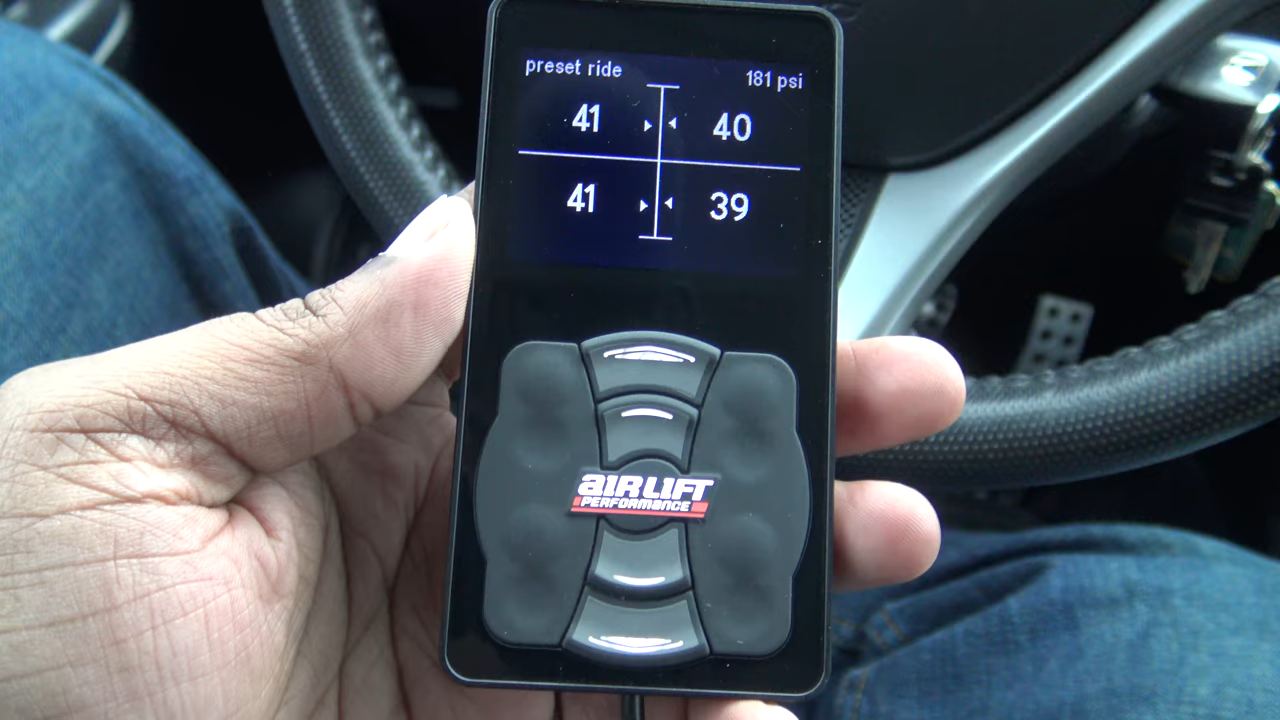 preset ride
181 psi
41
40
41
39
aiR LiFT
PERFORmance